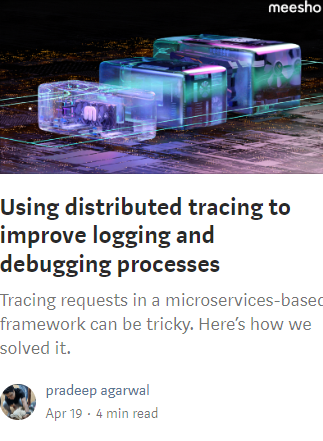 meesho
Using distributed tracing to
improve logging and
debugging processes
Tracing requests in a microservices-based
framework can be tricky. Here's how we
solved it.
pradeep agarwal
Apr 19 · 4 min read